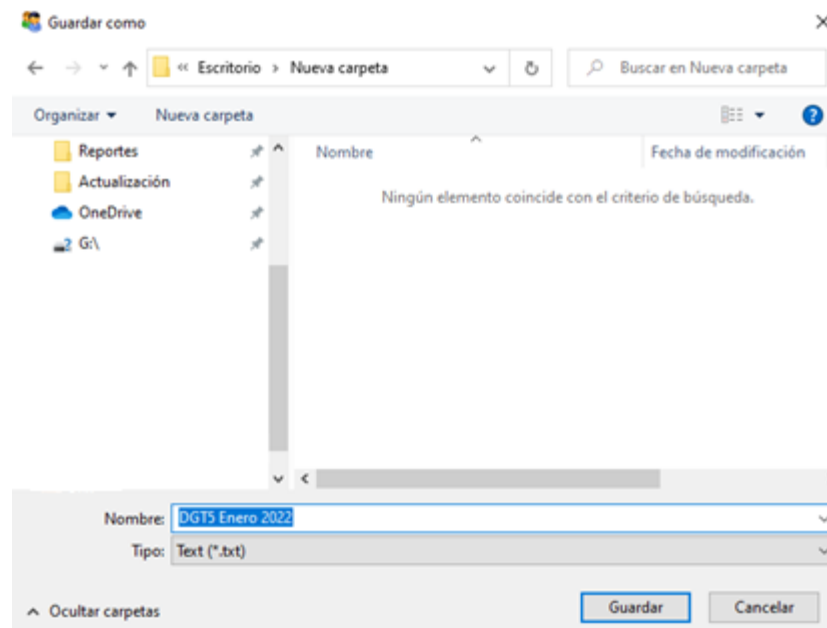 Guardar como
« Escritorio > Nueva carpeta
Buscar en Nueva carpeta
Organizar
Nueva carpeta
?
Reportes
Actualización
OneDrive
G:\
Nombre
Fecha de modificación
Ningún elemento coincide con el criterio de búsqueda.
Nombre: DGT5 Enero 2022
Tipo: Text (*.txt)
Ocultar carpetas
Guardar
Cancelar